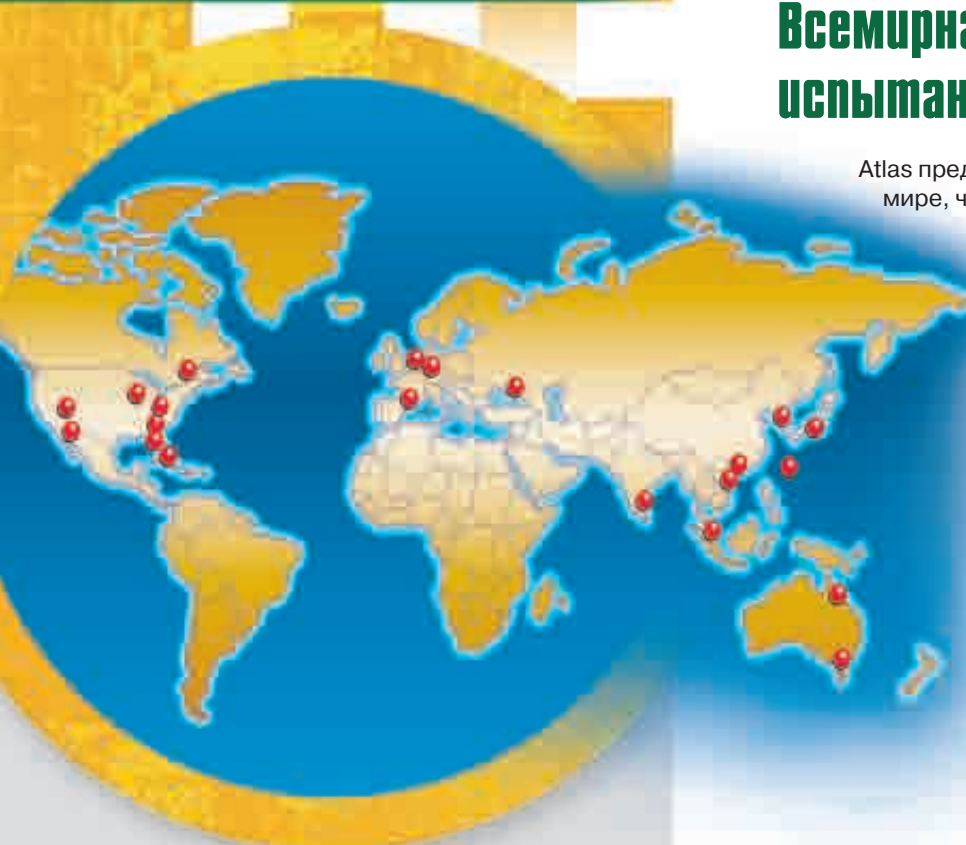 Всемирна
испытан
Atlas пред
мире, ч